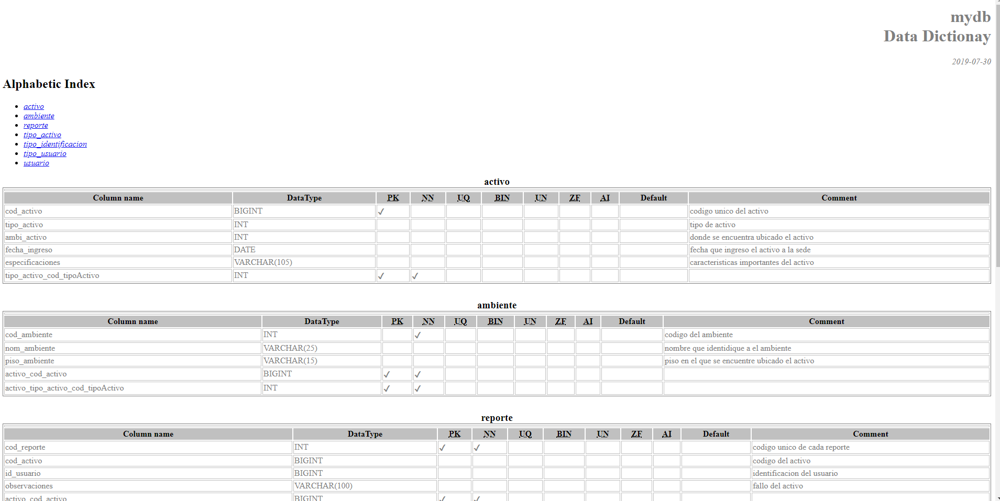 mydb
Data Dictionay
2019-07-30
Alphabetic Index
activo
ambiente
reporte
tipo_activo
tipo_identificacion
tipo_usuario
usuario
activo
Column name DataType PK NN UQ BIN UN ZF AI Default Comment
cod_activo BIGINT ✓ codigo unico del activo
tipo_activo INT tipo de activo
ambi_activo INT donde se encuentra ubicado el activo
fecha_ingreso DATE fecha que ingreso el activo a la sede
especificaciones VARCHAR(105) caracteristicas importantes del activo
tipo_activo_cod_tipoActivo INT ✓ ✓
ambiente
Column name DataType PK NN UQ BIN UN ZF AI Default Comment
cod_ambiente INT ✓ codigo del ambiente
nom_ambiente VARCHAR(25) nombre que identidique a el ambiente
piso_ambiente VARCHAR(15) piso en el que se encuentre ubicado el activo
activo_cod_activo BIGINT ✓ ✓
activo_tipo_activo_cod_tipoActivo INT ✓ ✓
reporte
Column name DataType PK NN UQ BIN UN ZF AI Default Comment
cod_reporte INT ✓ ✓ codigo unico de cada reporte
cod_activo BIGINT codigo del activo
id_usuario BIGINT identificacion del usuario
observaciones VARCHAR(100) fallo del activo
activo_cod_activo BIGINT ✓ ✓